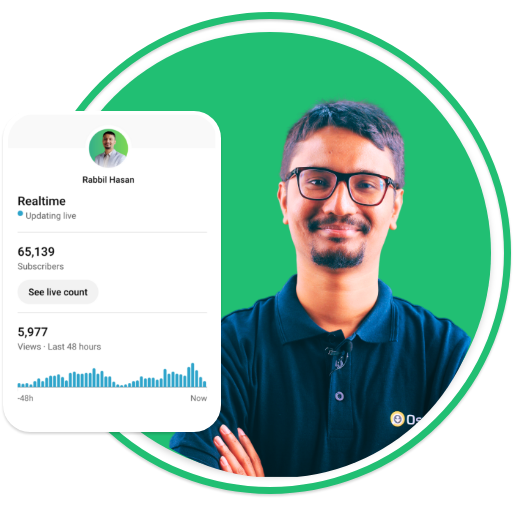 Rabbil Hasan
Realtime
Updating live
65,139
Subscribers
See live count
5,977
Views · Last 48 hours
-48h
Now
Os